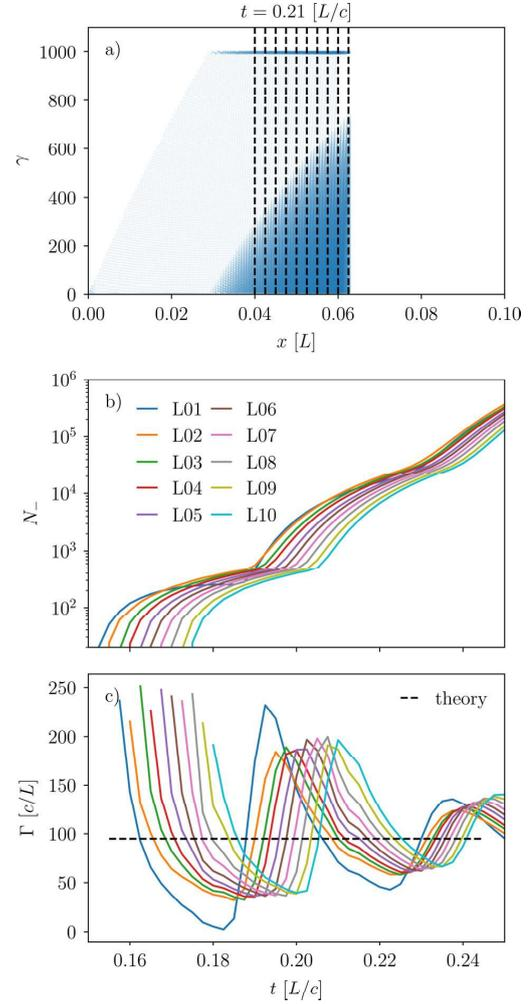 t = 0.21 [L/c]
a)
1000
800
600
400
200
0
γ
0.00 0.02 0.04 0.06 0.08 0.10
x [L]
b)
10⁶
10⁵
10⁴
10³
10²
N₋
L01 L06
L02 L07
L03 L08
L04 L09
L05 L10
c)
theory
250
200
150
100
50
0
Γ [c/L]
0.16 0.18 0.20 0.22 0.24
t [L/c]